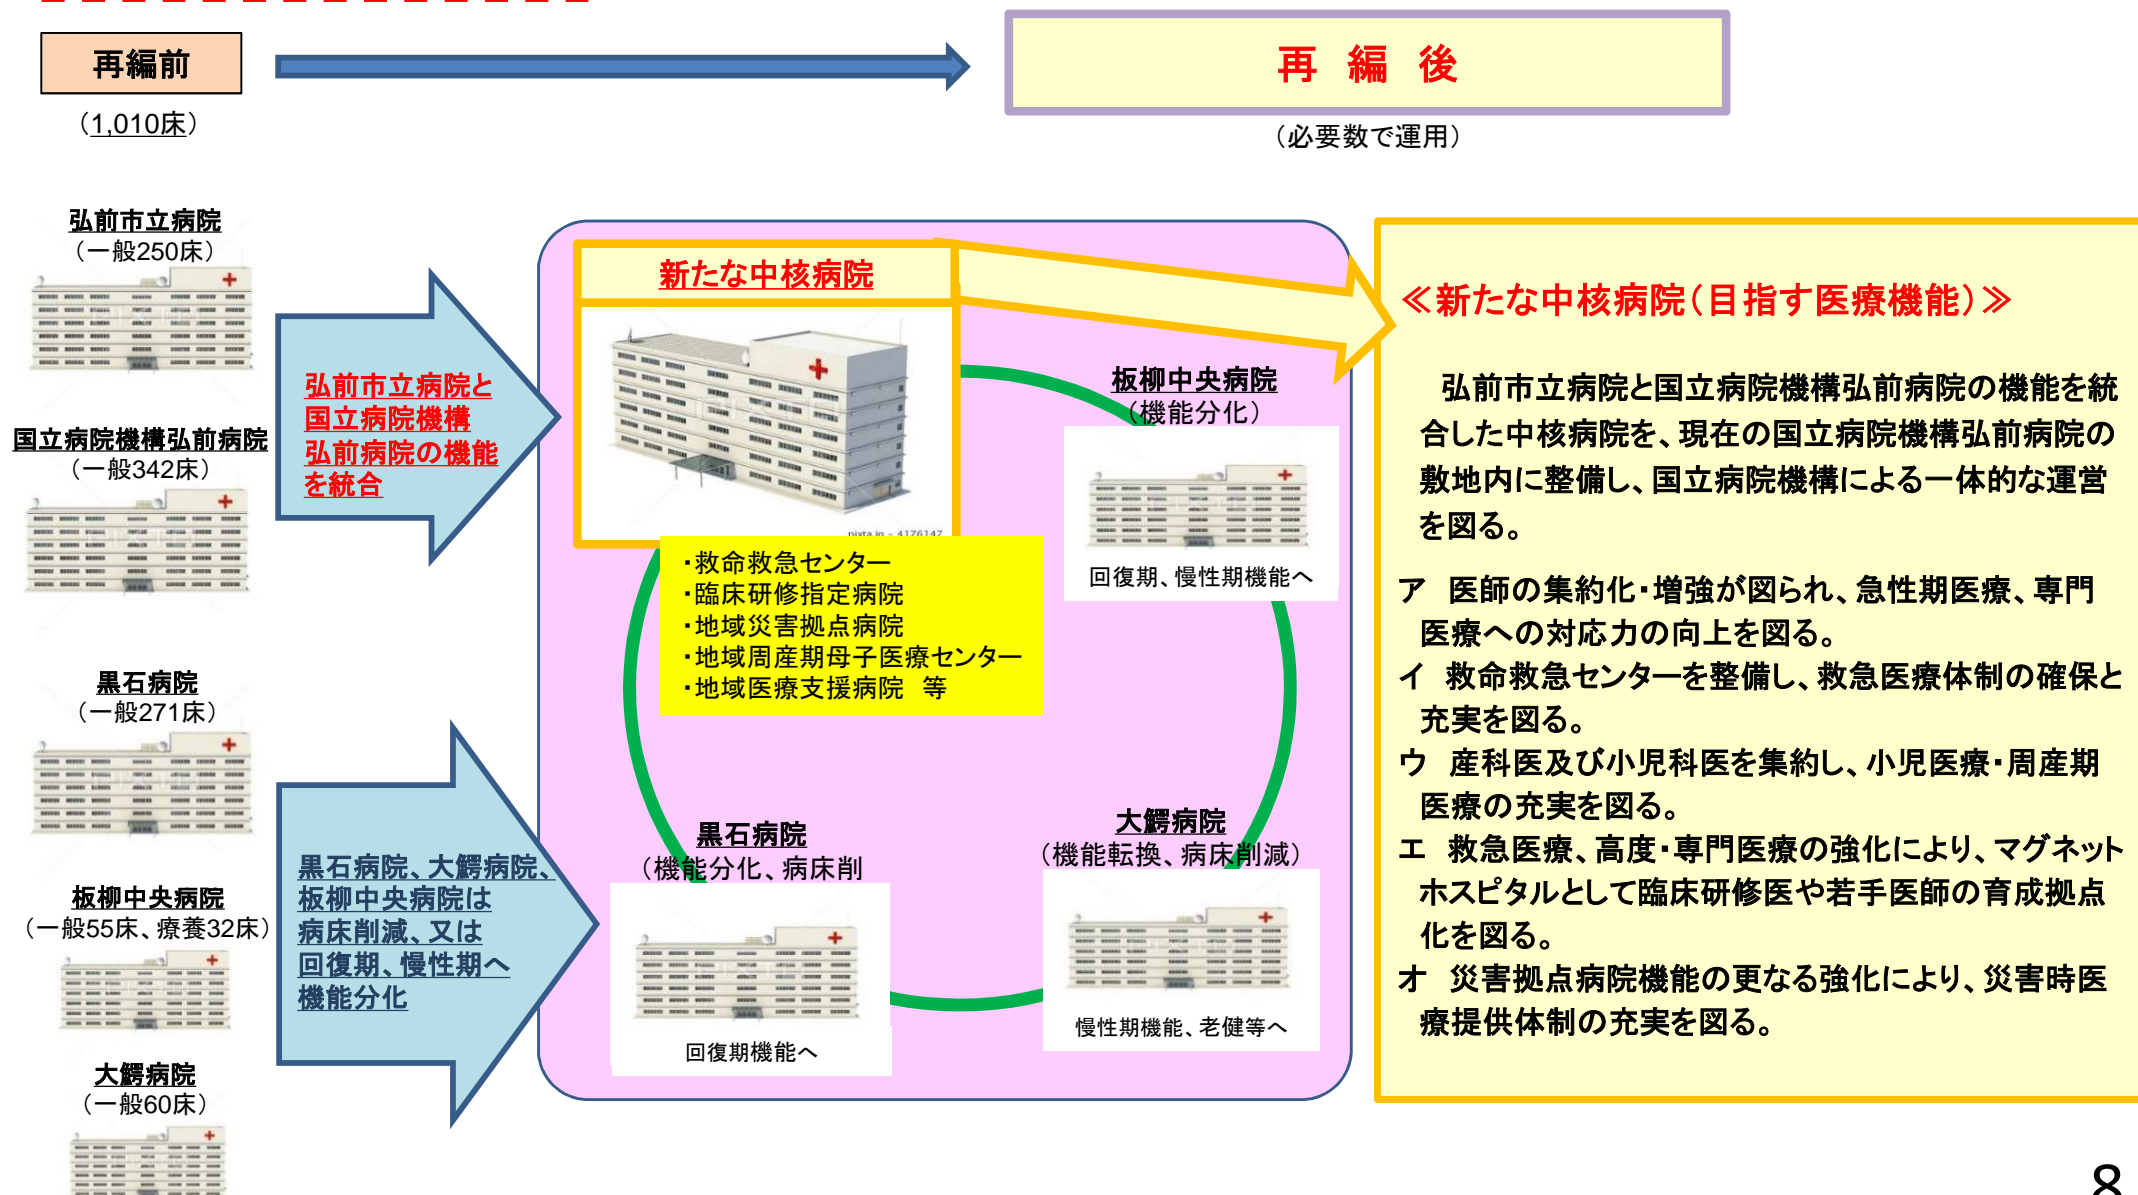 再編前
(1,010床)
再 編 後
(必要数で運用)
弘前市立病院
(一般250床)
国立病院機構弘前病院
(一般342床)
黒石病院
(一般271床)
板柳中央病院
(一般55床、療養32床)
大鰐病院
(一般60床)
弘前市立病院と
国立病院機構
弘前病院の機能
を統合
黒石病院、大鰐病院、
板柳中央病院は
病床削減、又は
回復期、慢性期へ
機能分化
新たな中核病院
pixta.jp - 4176147
・救命救急センター
・臨床研修指定病院
・地域災害拠点病院
・地域周産期母子医療センター
・地域医療支援病院 等
板柳中央病院
(機能分化)
回復期、慢性期機能へ
黒石病院
(機能分化、病床削
回復期機能へ
大鰐病院
(機能転換、病床削減)
慢性期機能、老健等へ
≪新たな中核病院(目指す医療機能)≫
弘前市立病院と国立病院機構弘前病院の機能を統
合した中核病院を、現在の国立病院機構弘前病院の
敷地内に整備し、国立病院機構による一体的な運営
を図る。
ア 医師の集約化・増強が図られ、急性期医療、専門
医療への対応力の向上を図る。
イ 救命救急センターを整備し、救急医療体制の確保と
充実を図る。
ウ 産科医及び小児科医を集約し、小児医療・周産期
医療の充実を図る。
エ 救急医療、高度・専門医療の強化により、マグネット
ホスピタルとして臨床研修医や若手医師の育成拠点
化を図る。
オ 災害拠点病院機能の更なる強化により、災害時医
療提供体制の充実を図る。
8